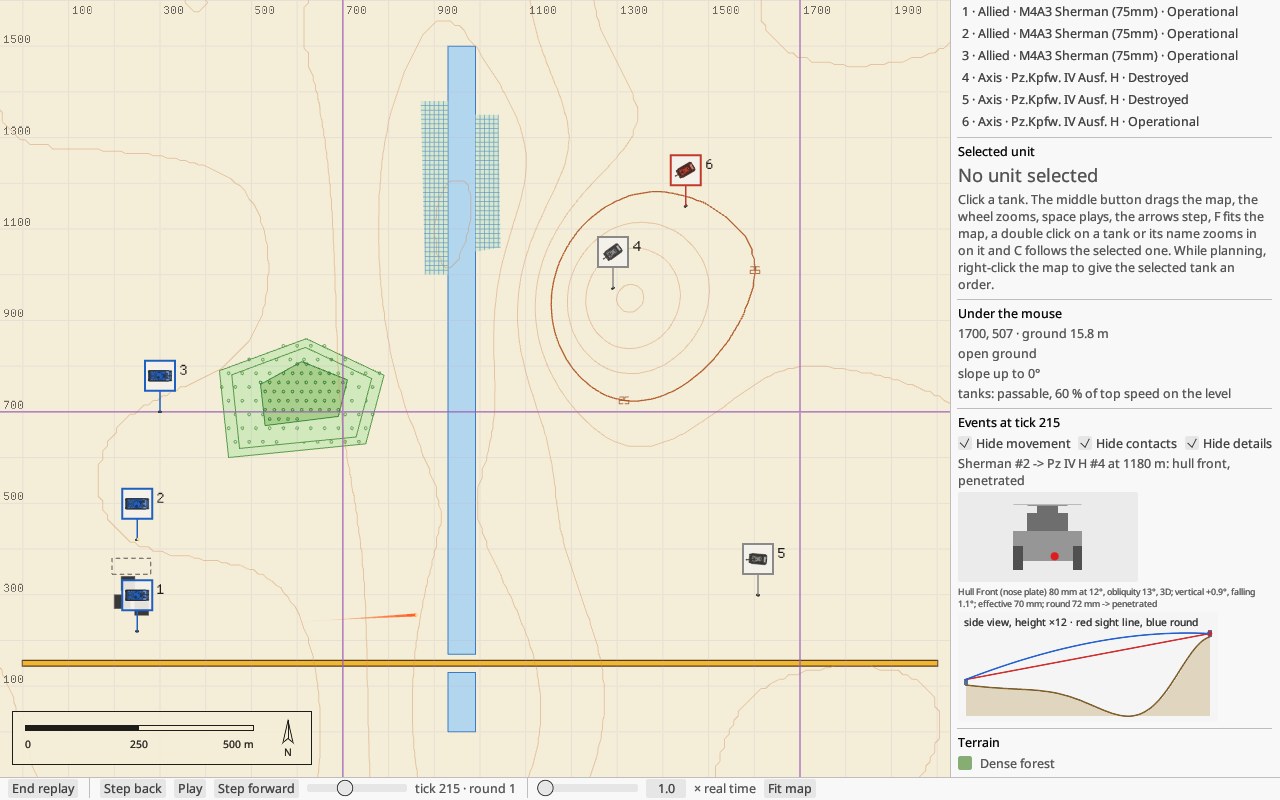 100 300 500 700 900 1100 1300 1500 1700 1900
1500
1300
1100
900
700
500
300
100
6
4
3
2
5
1
25
25
0 250 500 m
N
1 · Allied · M4A3 Sherman (75mm) · Operational
2 · Allied · M4A3 Sherman (75mm) · Operational
3 · Allied · M4A3 Sherman (75mm) · Operational
4 · Axis · Pz.Kpfw. IV Ausf. H · Destroyed
5 · Axis · Pz.Kpfw. IV Ausf. H · Destroyed
6 · Axis · Pz.Kpfw. IV Ausf. H · Operational
Selected unit
No unit selected
Click a tank. The middle button drags the map, the
wheel zooms, space plays, the arrows step, F fits the
map, a double click on a tank or its name zooms in
on it and C follows the selected one. While planning,
right-click the map to give the selected tank an
order.
Under the mouse
1700, 507 · ground 15.8 m
open ground
slope up to 0°
tanks: passable, 60 % of top speed on the level
Events at tick 215
Hide movement Hide contacts Hide details
Sherman #2 -> Pz IV H #4 at 1180 m: hull front,
penetrated
Hull Front (nose plate) 80 mm at 12°, obliquity 13°, 3D; vertical +0.9°, falling
1.1°; effective 70 mm; round 72 mm -> penetrated
side view, height ×12 · red sight line, blue round
Terrain
Dense forest
End replay Step back Play Step forward tick 215 · round 1 1.0 × real time Fit map